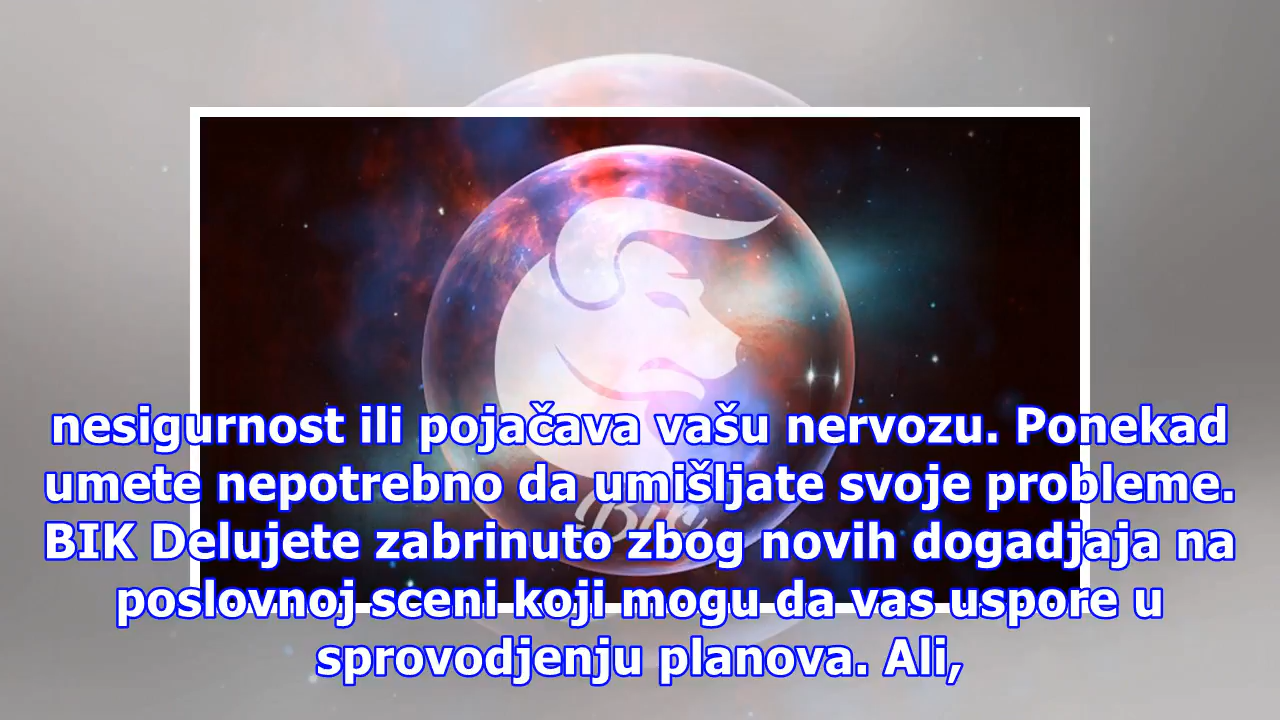 nesigurnost ili pojačava vašu nervozu. Ponekad
umete nepotrebno da umišljate svoje probleme.
BIK Delujete zabrinuto zbog novih dogadjaja na
poslovnoj sceni koji mogu da vas uspore u
sprovodjenju planova. Ali,